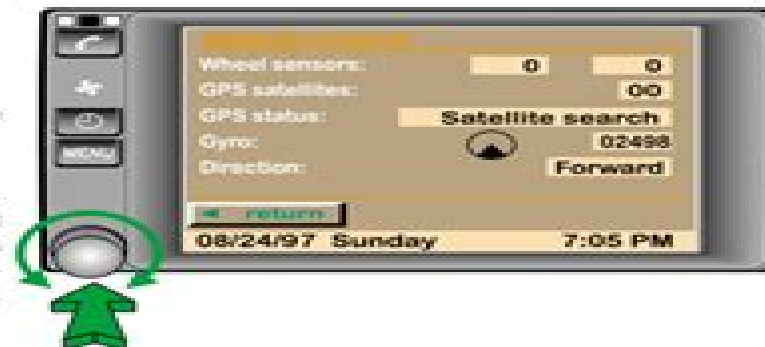 MENU
Wheel sensors: 0 0
GPS satellites: 00
GPS status: Satellite search
Gyro: 02498
Direction: Forward
return
08/24/97 Sunday 7:05 PM